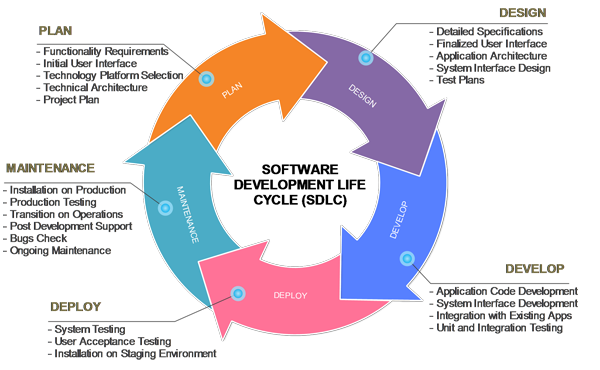 DESIGN
- Detailed Specifications
- Finalized User Interface
- Application Architecture
- System Interface Design
- Test Plans
PLAN
- Functionality Requirements
- Initial User Interface
- Technology Platform Selection
- Technical Architecture
- Project Plan
PLAN
DESIGN
SOFTWARE
DEVELOPMENT LIFE
CYCLE (SDLC)
MAINTENANCE
- Installation on Production
- Production Testing
- Transition on Operations
- Post Development Support
- Bugs Check
- Ongoing Maintenance
MAINTENANCE
DEVELOP
DEPLOY
DEVELOP
- Application Code Development
- System Interface Development
- Integration with Existing Apps
- Unit and Integration Testing
DEPLOY
- System Testing
- User Acceptance Testing
- Installation on Staging Environment